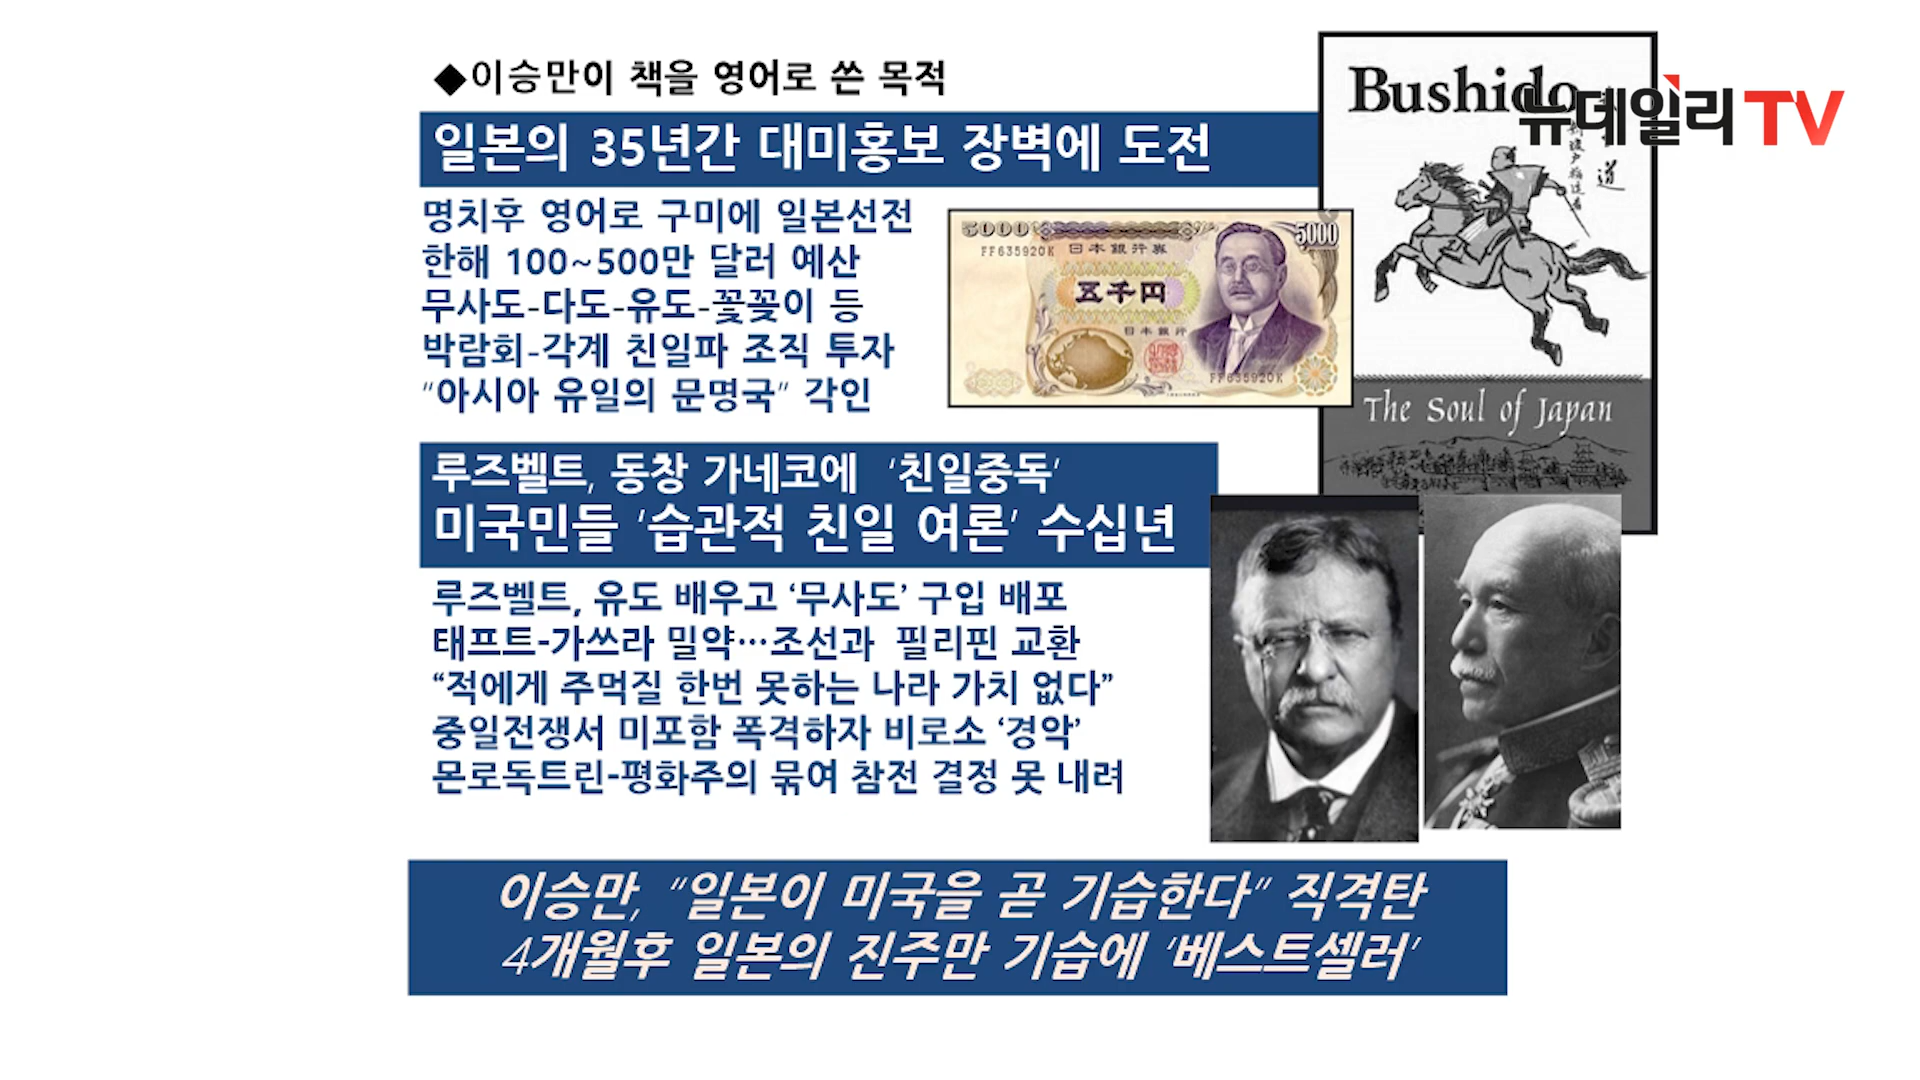 ◆이승만이 책을 영어로 쓴 목적
일본의 35년간 대미홍보 장벽에 도전
명치후 영어로 구미에 일본선전
한해 100~500만 달러 예산
무사도-다도-유도-꽃꽂이 등
박람회-각계 친일파 조직 투자
"아시아 유일의 문명국" 각인
Bushido
뉴데일리TV
道
5000 5000
FF635920K 日本銀行券
五千円
日本銀行
FF635920K
The Soul of Japan
루즈벨트, 동창 가네코에 '친일중독'
미국민들 '습관적 친일 여론' 수십년
루즈벨트, 유도 배우고 ‘무사도’ 구입 배포
태프트-가쓰라 밀약…조선과 필리핀 교환
“적에게 주먹질 한번 못하는 나라 가치 없다”
중일전쟁서 미포함 폭격하자 비로소 ‘경악’
몬로독트린-평화주의 묶여 참전 결정 못 내려
이승만, "일본이 미국을 곧 기습한다" 직격탄
4개월후 일본의 진주만 기습에 '베스트셀러'